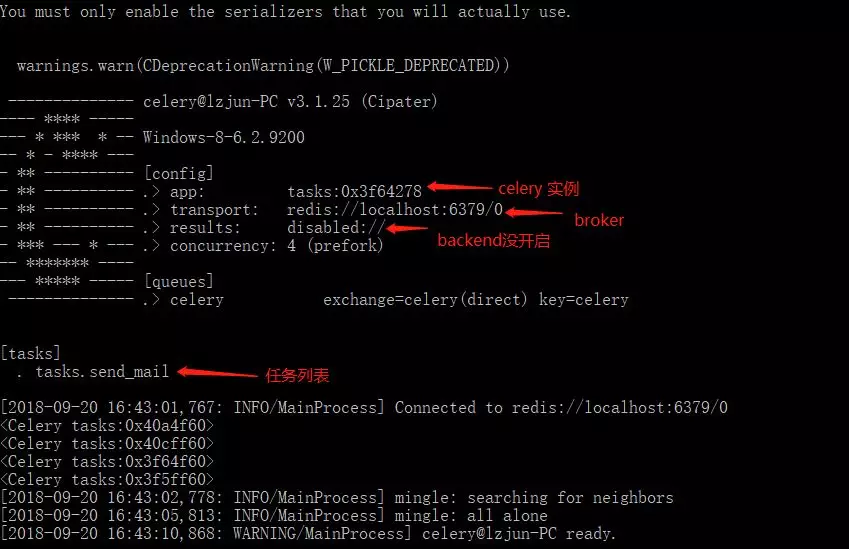 You must only enable the serializers that you will actually use.
warnings.warn(CDeprecationWarning(W_PICKLE_DEPRECATED))
-------------- celery@lzjun-PC v3.1.25 (Cipater)
---- **** -----
--- * ***  * -- Windows-8-6.2.9200
-- * - **** ---
- ** ---------- [config]
- ** ---------- .> app:         tasks:0x3f64278 celery 实例
- ** ---------- .> transport:   redis://localhost:6379/0 broker
- ** ---------- .> results:     disabled:// backend没开启
- *** --- * --- .> concurrency: 4 (prefork)
-- ******* ----
--- ***** ----- [queues]
-------------- .> celery           exchange=celery(direct) key=celery
[tasks]
. tasks.send_mail 任务列表
[2018-09-20 16:43:01,767: INFO/MainProcess] Connected to redis://localhost:6379/0
<Celery tasks:0x40a4f60>
<Celery tasks:0x40cff60>
<Celery tasks:0x3f64f60>
<Celery tasks:0x3f5ff60>
[2018-09-20 16:43:02,778: INFO/MainProcess] mingle: searching for neighbors
[2018-09-20 16:43:05,813: INFO/MainProcess] mingle: all alone
[2018-09-20 16:43:10,868: WARNING/MainProcess] celery@lzjun-PC ready.